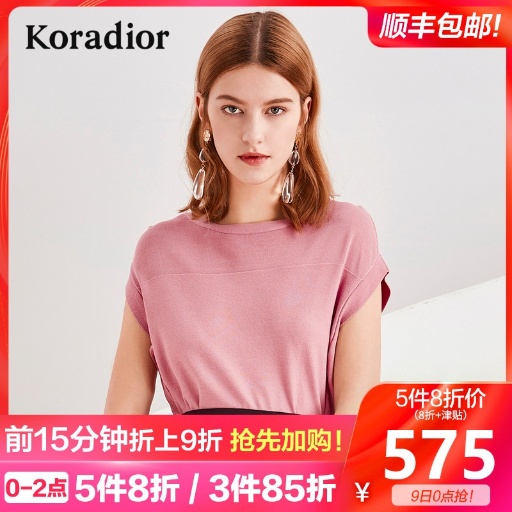 Koradior
顺丰包邮!
5件8折价
(8折+津贴)
前15分钟折上9折 抢先加购!
0-2点 5件8折 / 3件85折
¥ 575
9日0点抢!